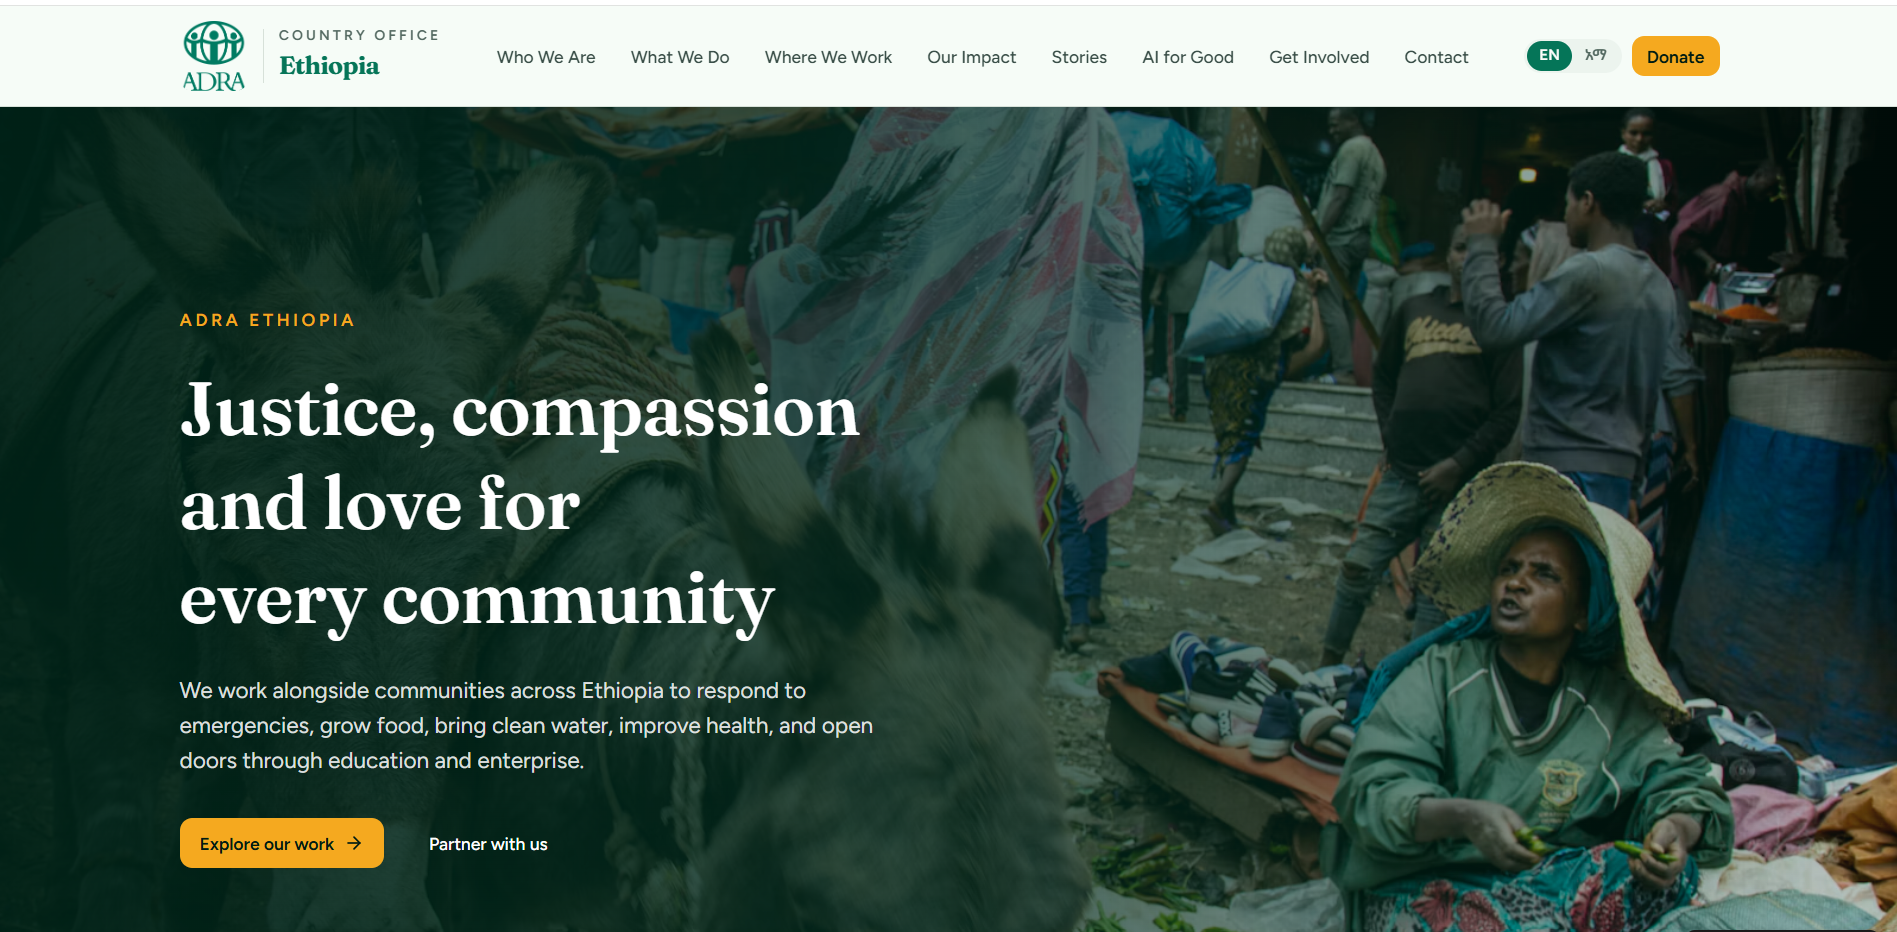 ADRA
COUNTRY OFFICE
Ethiopia
Who We Are
What We Do
Where We Work
Our Impact
Stories
AI for Good
Get Involved
Contact
EN
አማ
Donate
ADRA ETHIOPIA
Justice, compassion
and love for
every community
We work alongside communities across Ethiopia to respond to
emergencies, grow food, bring clean water, improve health, and open
doors through education and enterprise.
Explore our work
Partner with us
Chicago